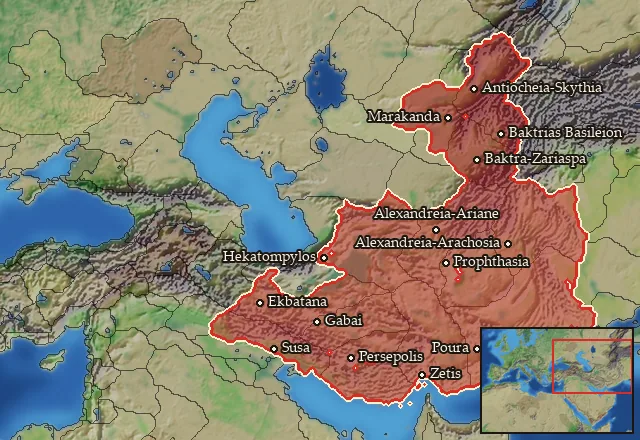 Antiocheia-Skythia
Marakanda
Baktrias Basileion
Baktra-Zariaspa
Alexandreia-Ariane
Alexandreia-Arachosia
Hekatompylos
Prophthasia
Ekbatana
Gabai
Susa
Persepolis
Poura
Zetis